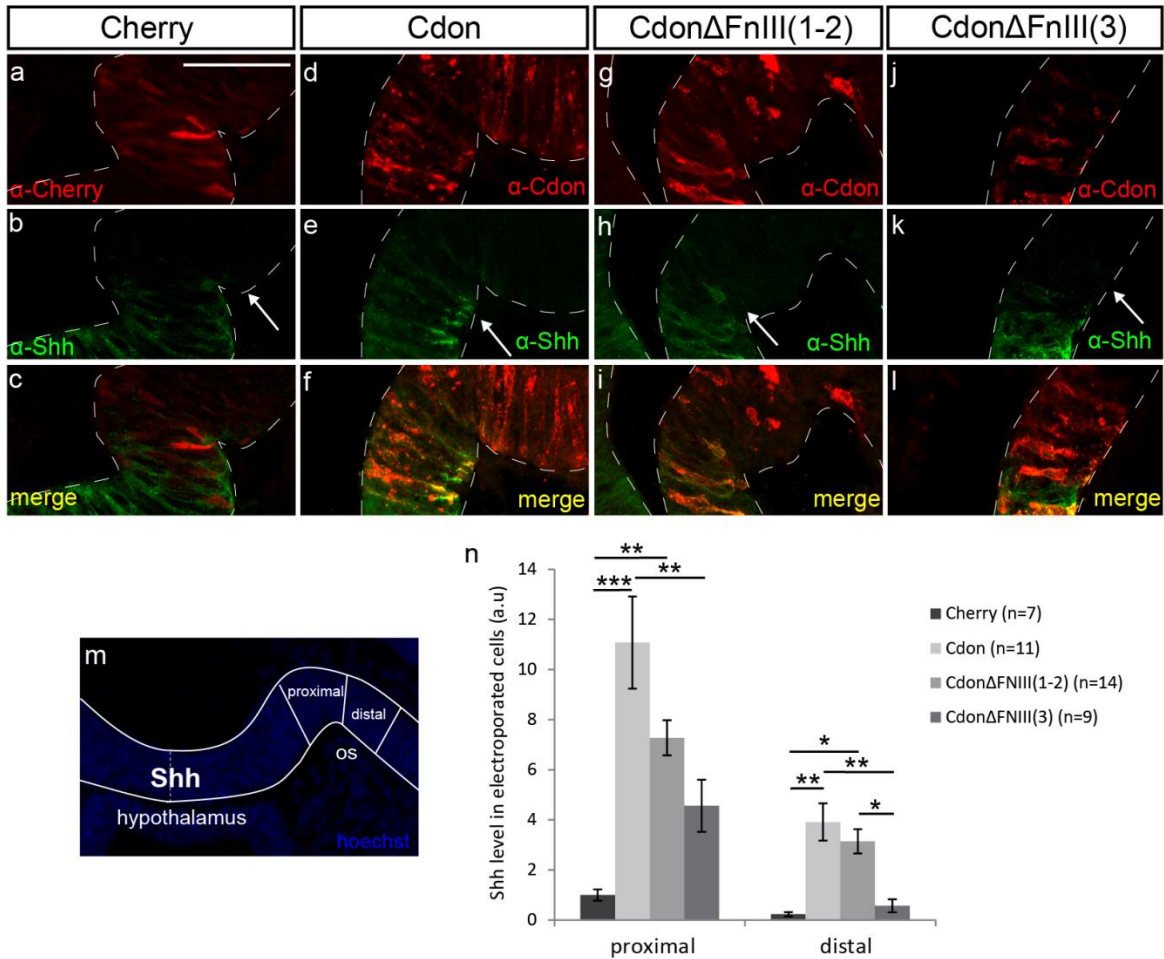 Cherry
Cdon
CdonΔFnIII(1-2)
CdonΔFnIII(3)
a
α-Cherry
d
α-Cdon
g
α-Cdon
j
α-Cdon
b
α-Shh
e
α-Shh
h
α-Shh
k
α-Shh
c
merge
f
merge
i
merge
l
merge
m
proximal
distal
os
Shh
hypothalamus
hoechst
n
Shh level in electroporated cells (a.u)
14
12
10
8
6
4
2
0
**
***
**
*
**
**
*
proximal
distal
Cherry (n=7)
Cdon (n=11)
CdonΔFNIII(1-2) (n=14)
CdonΔFNIII(3) (n=9)